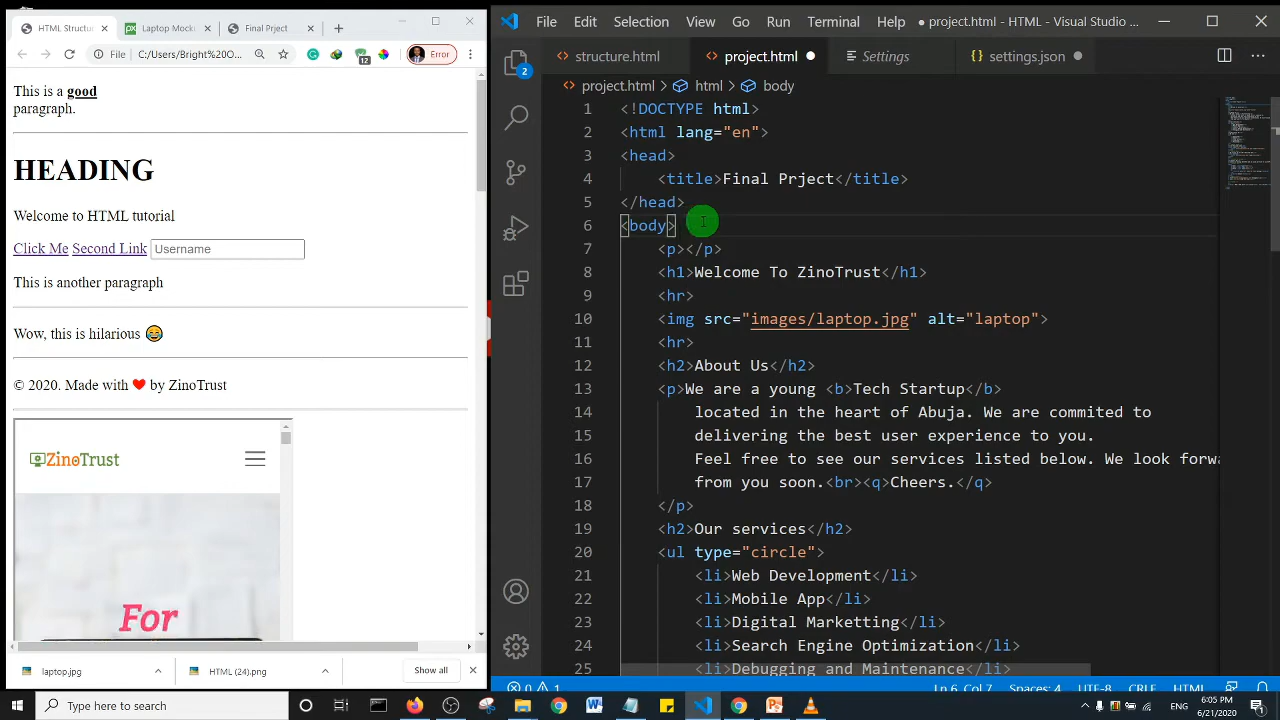 HTML Structu
Laptop Mocku
Final Prject
File
C:/Users/Bright%20O...
12
Error
This is a good
paragraph.
HEADING
Welcome to HTML tutorial
Click Me Second Link Username
This is another paragraph
Wow, this is hilarious 😂
© 2020. Made with ❤ by ZinoTrust
ZinoTrust
For
laptop.jpg
HTML (24).png
Show all
File Edit Selection View Go Run Terminal Help
● project.html - HTML - Visual Studio ...
structure.html
project.html
Settings
settings.json
project.html > html > body
2
1 <!DOCTYPE html>
2 <html lang="en">
3 <head>
4 <title>Final Prject</title>
5 </head>
6 <body>
7 <p></p>
8 <h1>Welcome To ZinoTrust</h1>
9 <hr>
10 <img src="images/laptop.jpg" alt="laptop">
11 <hr>
12 <h2>About Us</h2>
13 <p>We are a young <b>Tech Startup</b>
14 located in the heart of Abuja. We are commited to
15 delivering the best user experience to you.
16 Feel free to see our services listed below. We look forwa
17 from you soon.<br><q>Cheers.</q>
18 </p>
19 <h2>Our services</h2>
20 <ul type="circle">
21 <li>Web Development</li>
22 <li>Mobile App</li>
23 <li>Digital Marketting</li>
24 <li>Search Engine Optimization</li>
25 <li>Debugging and Maintenance</li>
0 1
Ln 6, Col 7 Spaces: 4 UTF-8 CRLF HTML
Type here to search
ENG
6:05 PM
6/21/2020